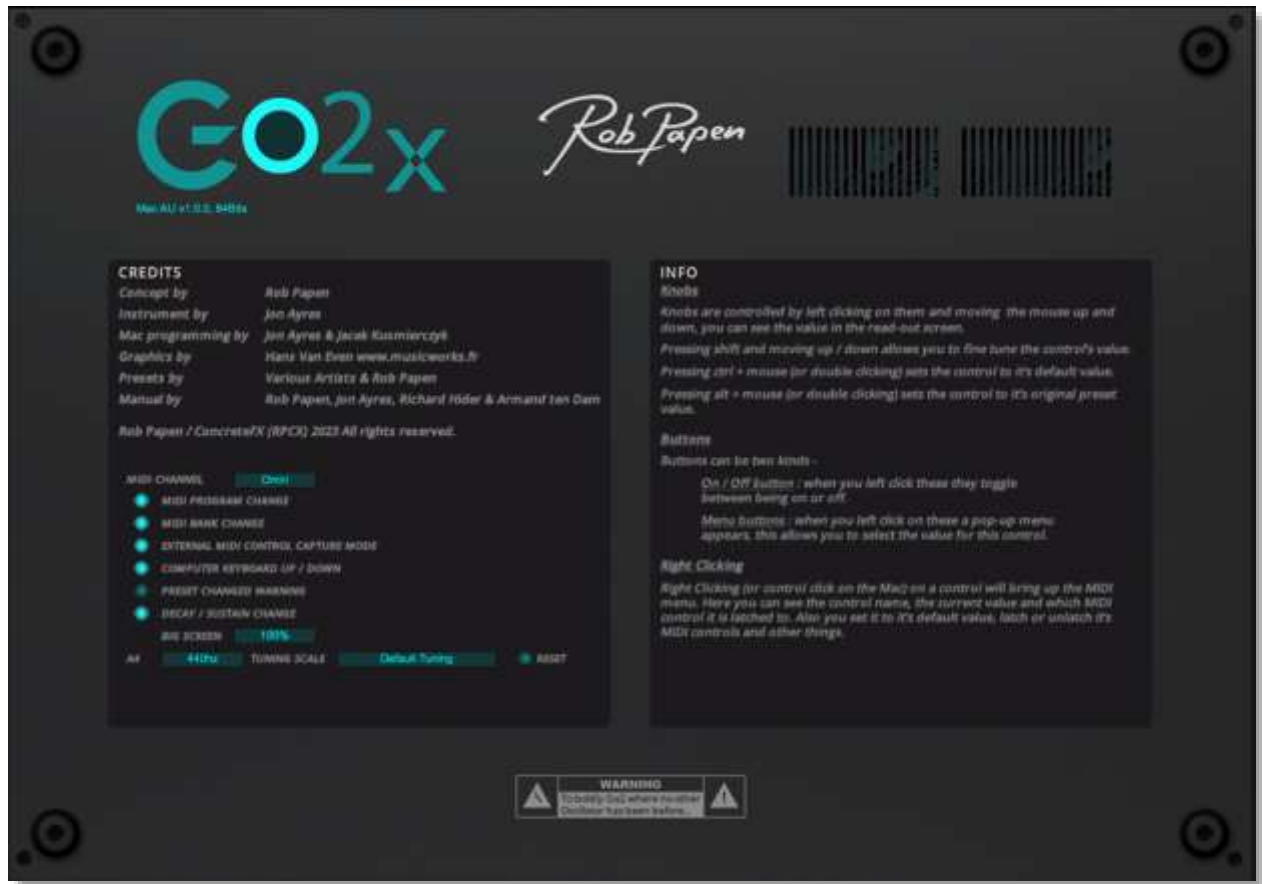 GO2x
Rob Papen
Mac AU v1.0.0, 64Bits
CREDITS
Concept by Rob Papen
Instrument by Jon Ayres
Mac programming by Jon Ayres & Jacek Kusmierczyk
Graphics by Hans Van Even www.musicworks.fr
Presets by Various Artists & Rob Papen
Manual by Rob Papen, Jon Ayres, Richard Hider & Armand ten Dam
Rob Papen / ConcreteFX (RPCX) 2023 All rights reserved.
MIDI CHANNEL Omni
MIDI PROGRAM CHANGE
MIDI BANK CHANGE
EXTERNAL MIDI CONTROL CAPTURE MODE
COMPUTER KEYBOARD UP / DOWN
PRESET CHANGED WARNING
DECAY / SUSTAIN CHANGE
BIG SCREEN 100%
A4 440hz TUNING SCALE Default Tuning RESET
INFO
Knobs
Knobs are controlled by left clicking on them and moving the mouse up and
down, you can see the value in the read-out screen.
Pressing shift and moving up / down allows you to fine tune the control's value.
Pressing ctrl + mouse (or double clicking) sets the control to it's default value.
Pressing alt + mouse (or double clicking) sets the control to it's original preset
value.
Buttons
Buttons can be two kinds -
On / Off button : when you left click these they toggle
between being on or off.
Menu buttons : when you left click on these a pop-up menu
appears, this allows you to select the value for this control.
Right Clicking
Right Clicking (or control click on the Mac) on a control will bring up the MIDI
menu. Here you can see the control name, the current value and which MIDI
control it is latched to. Also you set it to it's default value, latch or unlatch it's
MIDI controls and other things.
WARNING
To boldly Go2 where no other
Oscillator has been before...